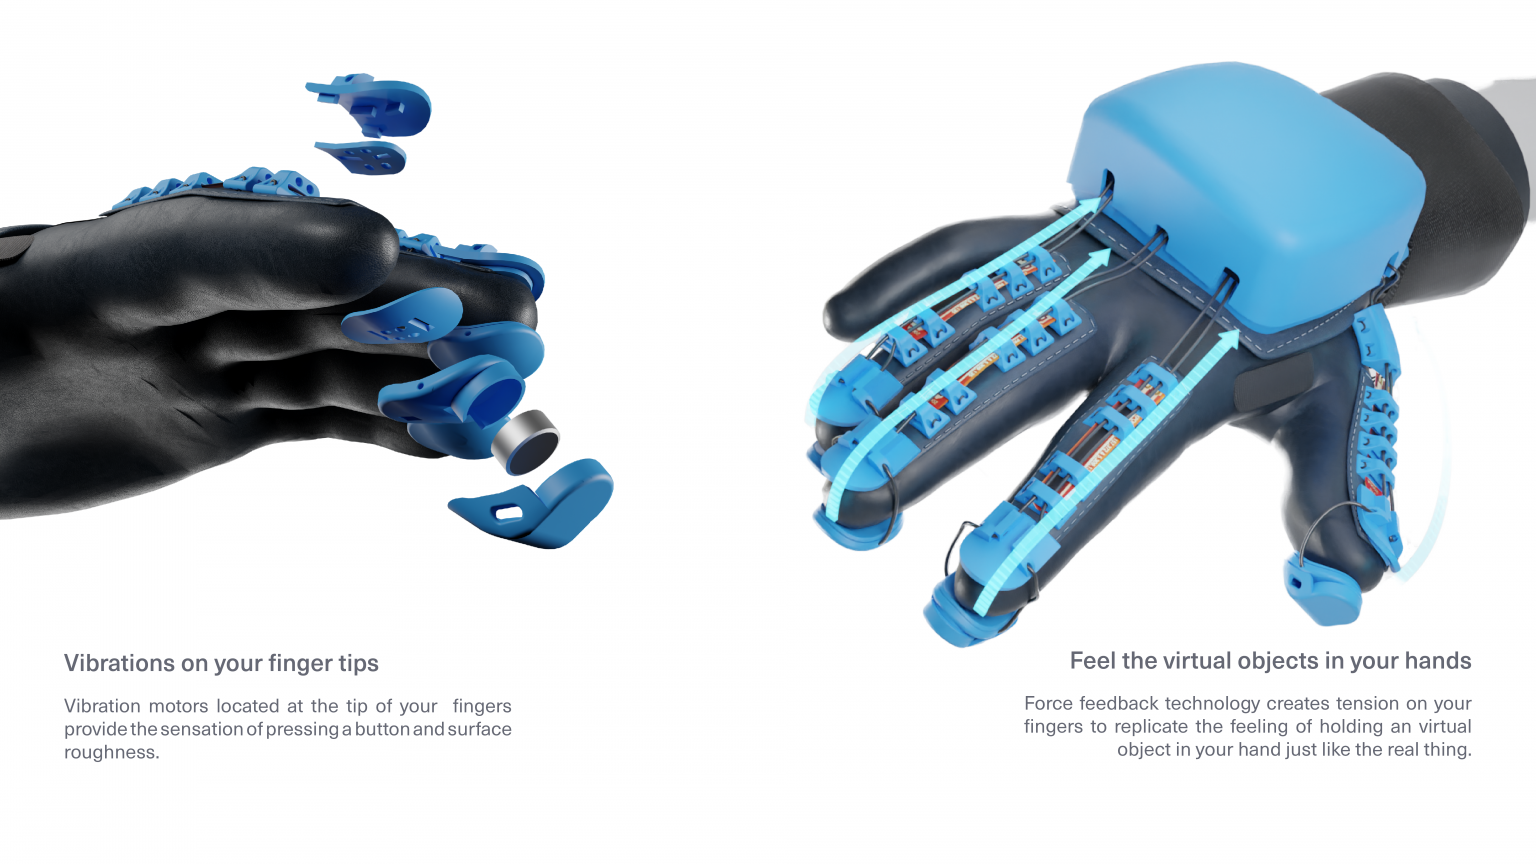 Vibrations on your finger tips
Vibration motors located at the tip of your fingers
provide the sensation of pressing a button and surface
roughness.
Feel the virtual objects in your hands
Force feedback technology creates tension on your
fingers to replicate the feeling of holding an virtual
object in your hand just like the real thing.